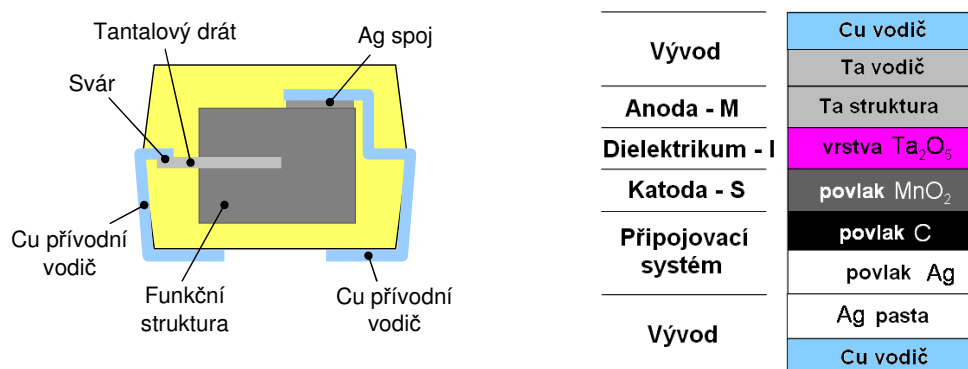 Tantalový drát
Ag spoj
Svár
Cu přívodní
vodič
Funkční
struktura
Cu přívodní
vodič
Vývod
Anoda - M
Dielektrikum - I
Katoda - S
Připojovací
systém
Vývod
Cu vodič
Ta vodič
Ta struktura
vrstva Ta₂O₅
povlak MnO₂
povlak C
povlak Ag
Ag pasta
Cu vodič